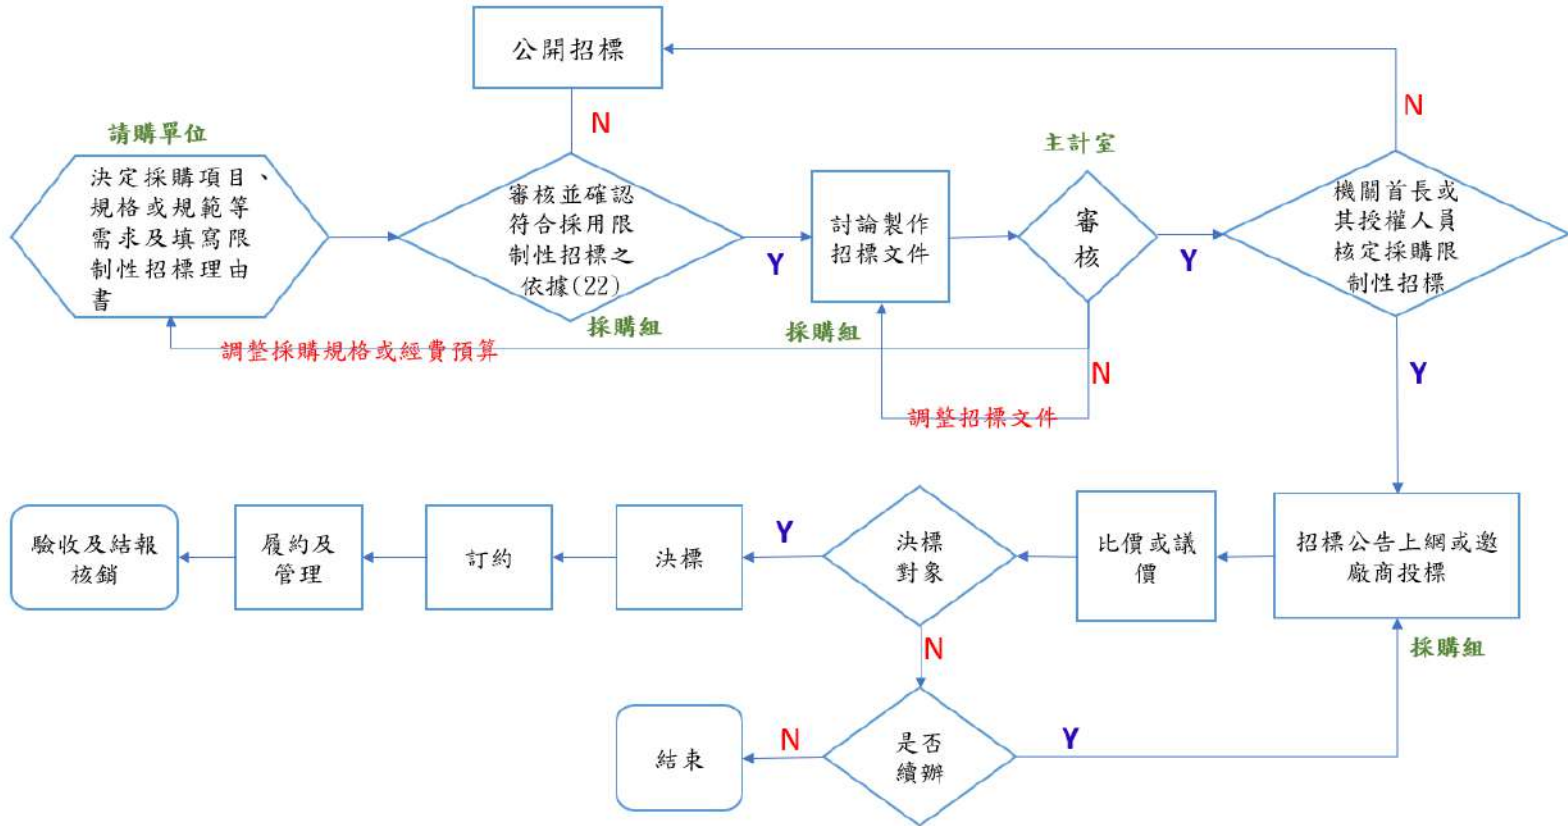 公開招標
N
N
請購單位
主計室
決定採購項目、
規格或規範等
需求及填寫限
制性招標理由
書
審核並確認
符合採用限
制性招標之
依據(22)
Y
採購組
討論製作
招標文件
採購組
審
核
Y
機關首長或
其授權人員
核定採購限
制性招標
調整採購規格或經費預算
N
Y
調整招標文件
驗收及結報
核銷
履約及
管理
訂約
決標
Y
決標
對象
比價或議
價
招標公告上網或邀
廠商投標
採購組
N
結束
N
是否
續辦
Y